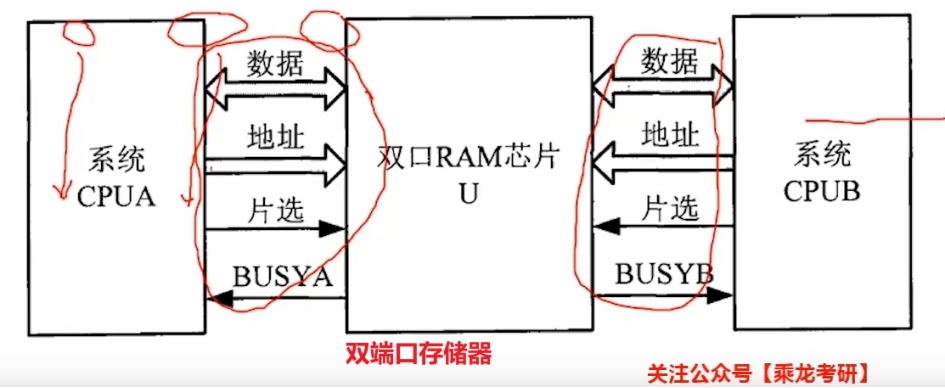 数据
数据
地址
地址
系统
CPUA
双口RAM芯片
U
系统
CPUB
片选
片选
BUSYA
BUSYB
双端口存储器
关注公众号【乘龙考研】